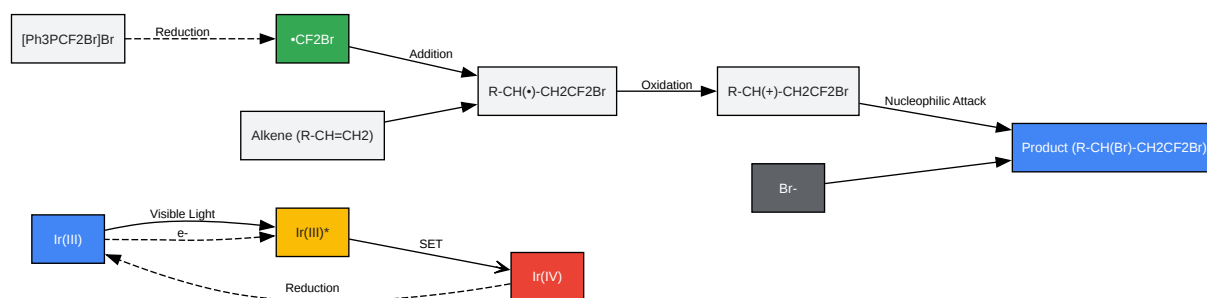 [Ph3PCF2Br]Br
Reduction
•CF2Br
Addition
Alkene (R-CH=CH2)
R-CH(•)-CH2CF2Br
Oxidation
R-CH(+)-CH2CF2Br
Nucleophilic Attack
Br-
Product (R-CH(Br)-CH2CF2Br)
Ir(III)
Visible Light
e-
Ir(III)*
SET
Ir(IV)
Reduction